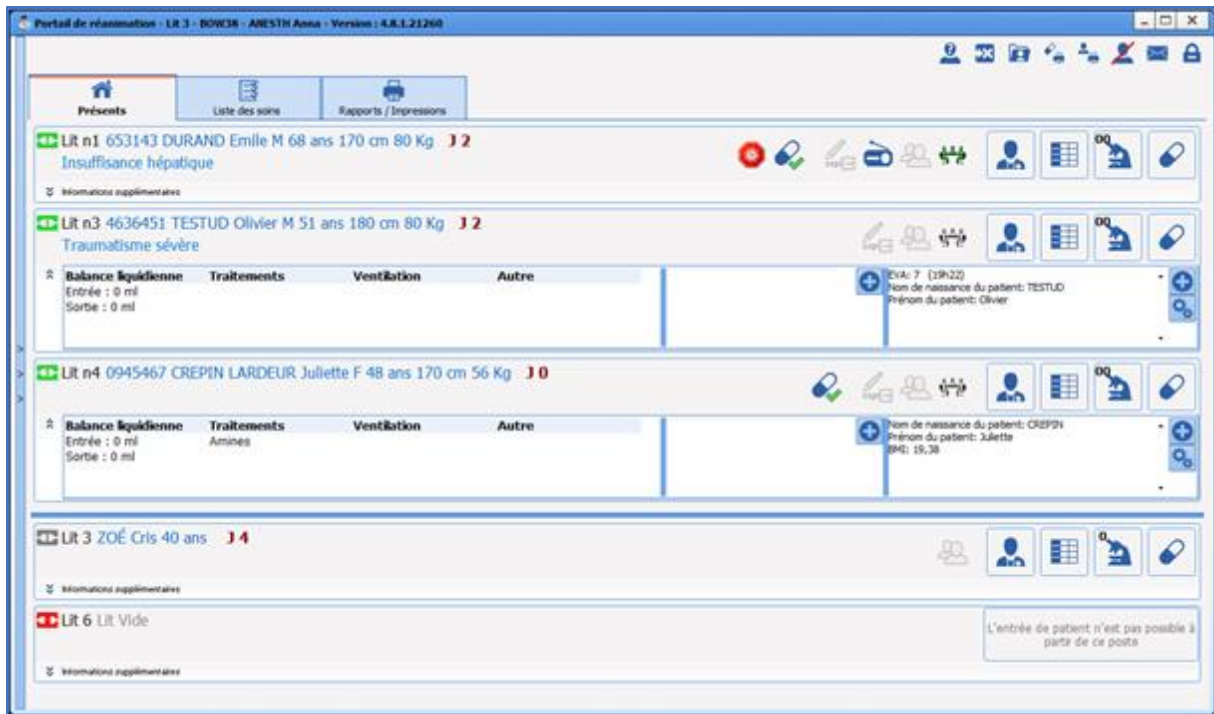 Portail de réanimation - Lit 3 - BOW38 - ANESTH Anna - Version : 4.8.1.21260
Présents
Liste des soins
Rapports / Impressions
Lit n1 653143 DURAND Emile M 68 ans 170 cm 80 Kg J 2
Insuffisance hépatique
Informations supplémentaires
Lit n3 4636451 TESTUD Olivier M 51 ans 180 cm 80 Kg J 2
Traumatisme sévère
Balance liquidienne Traitements Ventilation Autre
Entrée : 0 ml
Sortie : 0 ml
EVA: 7 (19h22)
Nom de naissance du patient: TESTUD
Prénom du patient: Olivier
Lit n4 0945467 CREPIN LARDEUR Juliette F 48 ans 170 cm 56 Kg J 0
Balance liquidienne Traitements Ventilation Autre
Entrée : 0 ml Amines
Sortie : 0 ml
Nom de naissance du patient: CREPIN
Prénom du patient: Juliette
BMI: 19,38
Lit 3 ZOÉ Cris 40 ans J 4
Informations supplémentaires
Lit 6 Lit Vide
L'entrée de patient n'est pas possible à
partir de ce poste
Informations supplémentaires